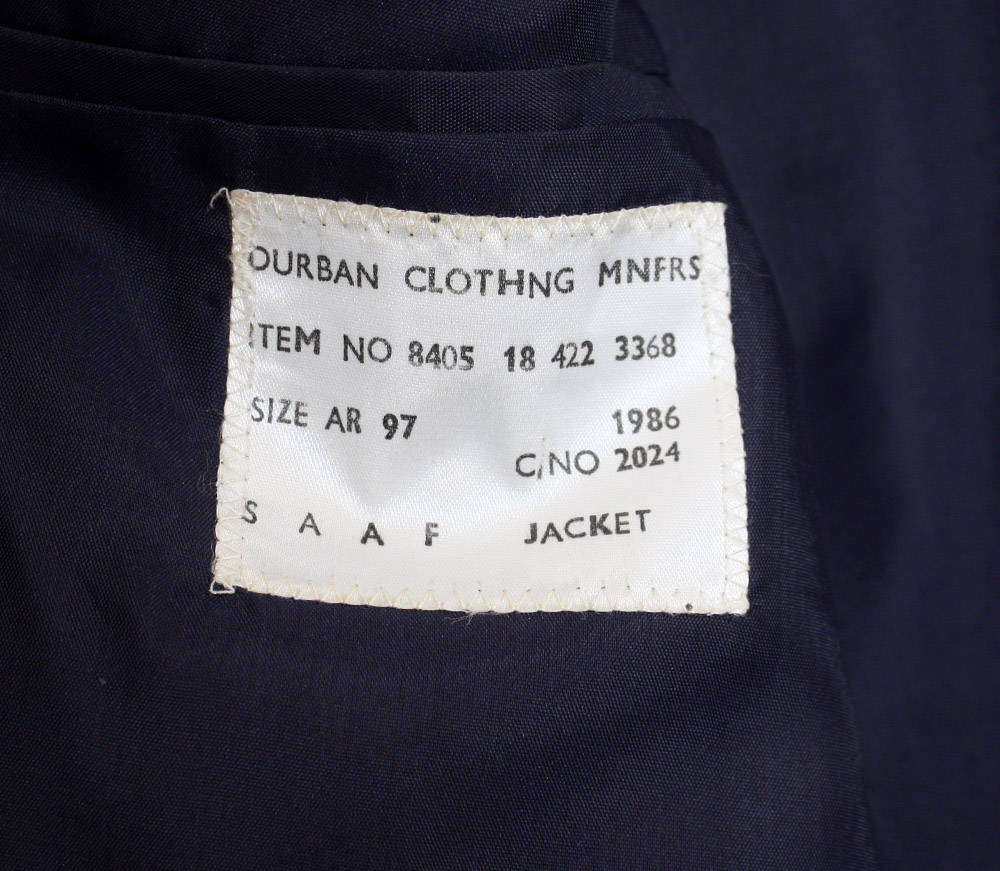 DURBAN CLOTHNG MNFRS
ITEM NO 8405 18 422 3368
SIZE AR 97 1986
C/NO 2024
S A A F JACKET